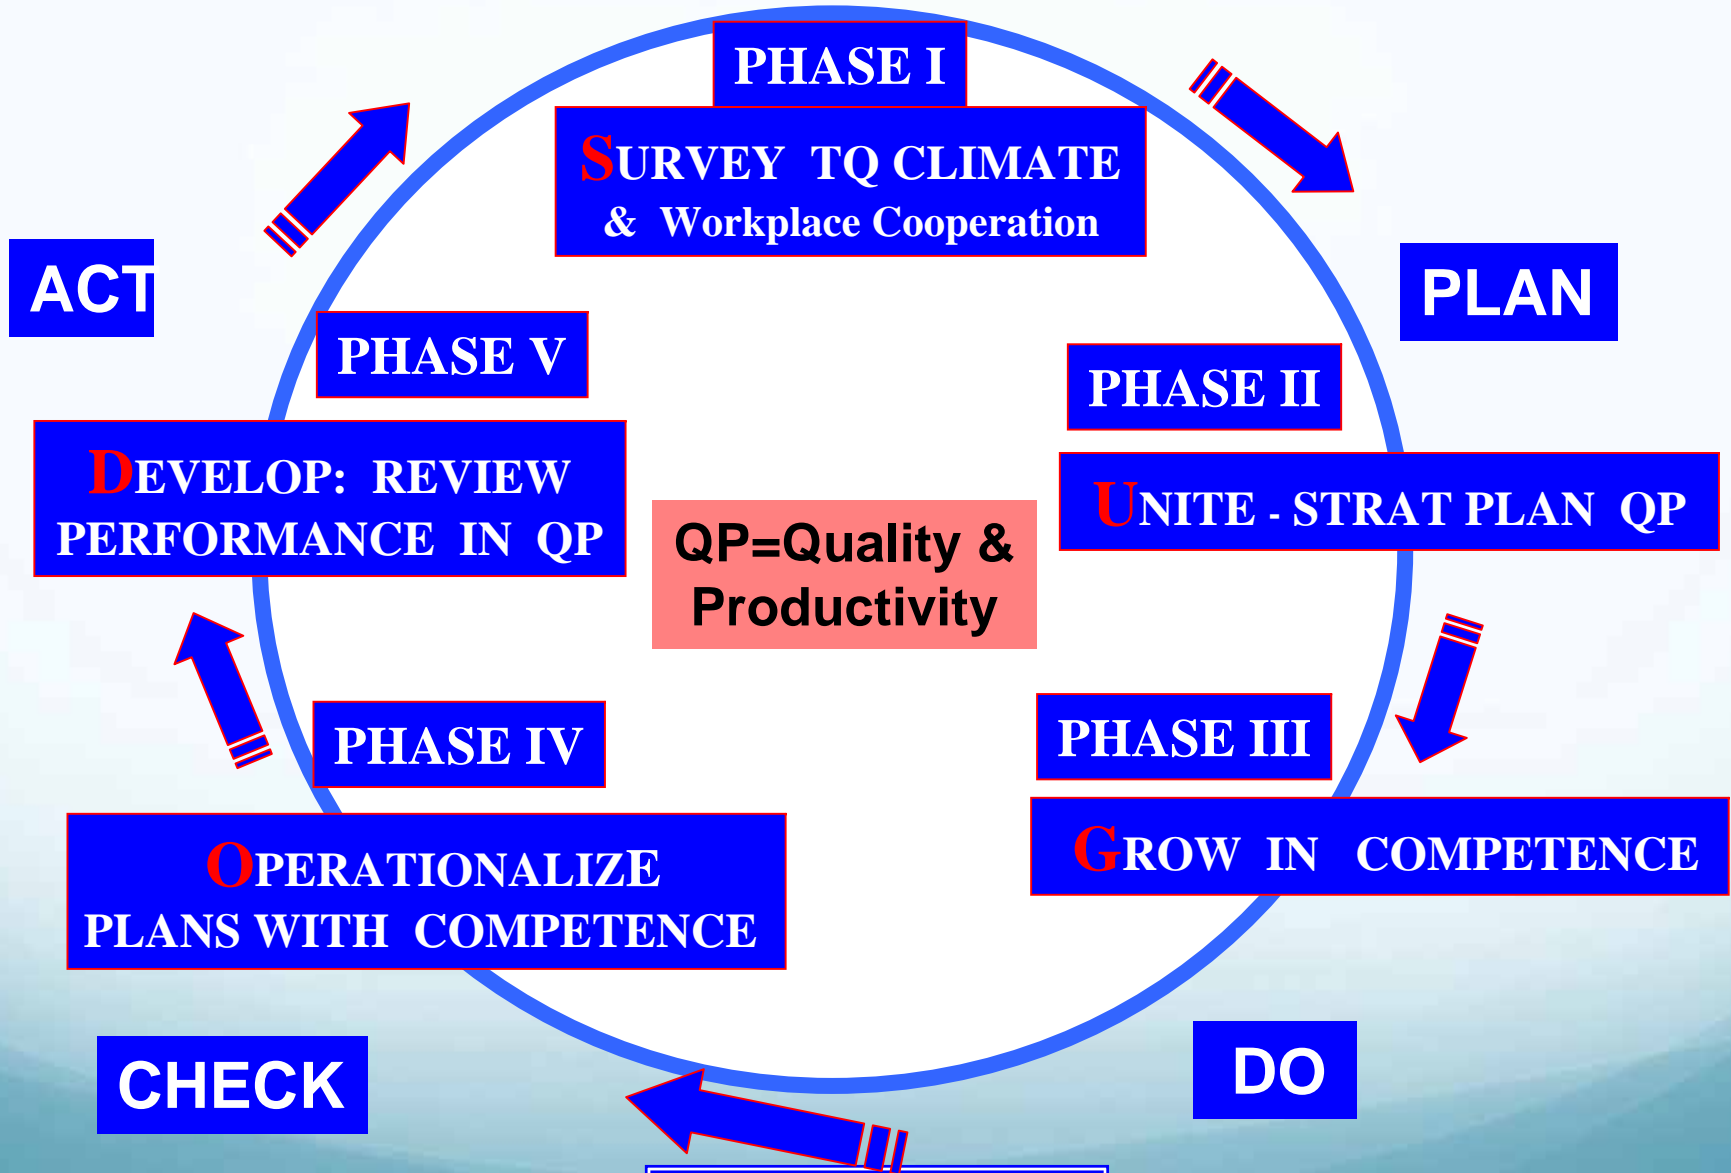 PHASE I
SURVEY TQ CLIMATE
& Workplace Cooperation
ACT
PLAN
PHASE V
PHASE II
DEVELOP: REVIEW
PERFORMANCE IN QP
UNITE - STRAT PLAN QP
QP=Quality &
Productivity
PHASE IV
PHASE III
OPERATIONALIZE
PLANS WITH COMPETENCE
GROW IN COMPETENCE
CHECK
DO